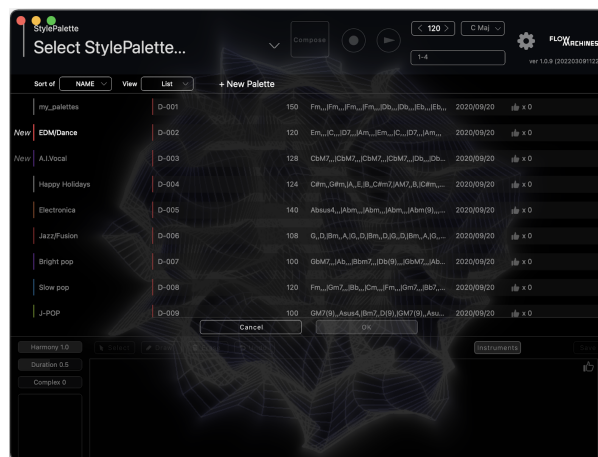 StylePalette
Select StylePalette...
Compose
< 120 >
C Maj
1-4
FLOW MACHINES
ver 1.0.9 (202203091122
Sort of NAME View List + New Palette
my_palettes D-001 150 Fm,,,|Fm,,,|Fm,,,|Fm,,,|Db,,,|Db,,,|Eb,,,|Eb,,, 2020/09/20 x 0
New EDM/Dance D-002 120 Em,,,|C,,,|D7,,,|Am,,,|Em,,,|C,,,|D7,,,|Am,,, 2020/09/20 x 0
New A.I.Vocal D-003 128 CbM7,,,|CbM7,,,|CbM7,,,|CbM7,,,|Db,,,|Db... 2020/09/20 x 0
Happy Holidays D-004 124 C#m,,G#m,|A,,E,|B,,C#m7,|AM7,,B,|C#m,... 2020/09/20 x 0
Electronica D-005 140 Absus4,,,|Abm,,,|Abm,,,|Abm,,,|Abm(9),,... 2020/09/20 x 0
Jazz/Fusion D-006 108 G,,D,|Bm,,A,|G,,D,|Bm,,D,|G,,D,|Bm,,A,|G,... 2020/09/20 x 0
Bright pop D-007 100 GbM7,,,|Ab,,,|Bbm7,,,|Db(9),,,|GbM7,,,|Ab... 2020/09/20 x 0
Slow pop D-008 120 Fm,,,|Gm7,,,|Bb,,,|Cm,,,|Fm,,,|Gm7,,,|Bb7,... 2020/09/20 x 0
J-POP D-009 100 GM7(9),,Asus4,|Bm7,,D(9),|GM7(9),,Asu... 2020/09/20 x 0
Cancel OK
Harmony 1.0 Select Instruments
Duration 0.5
Complex 0